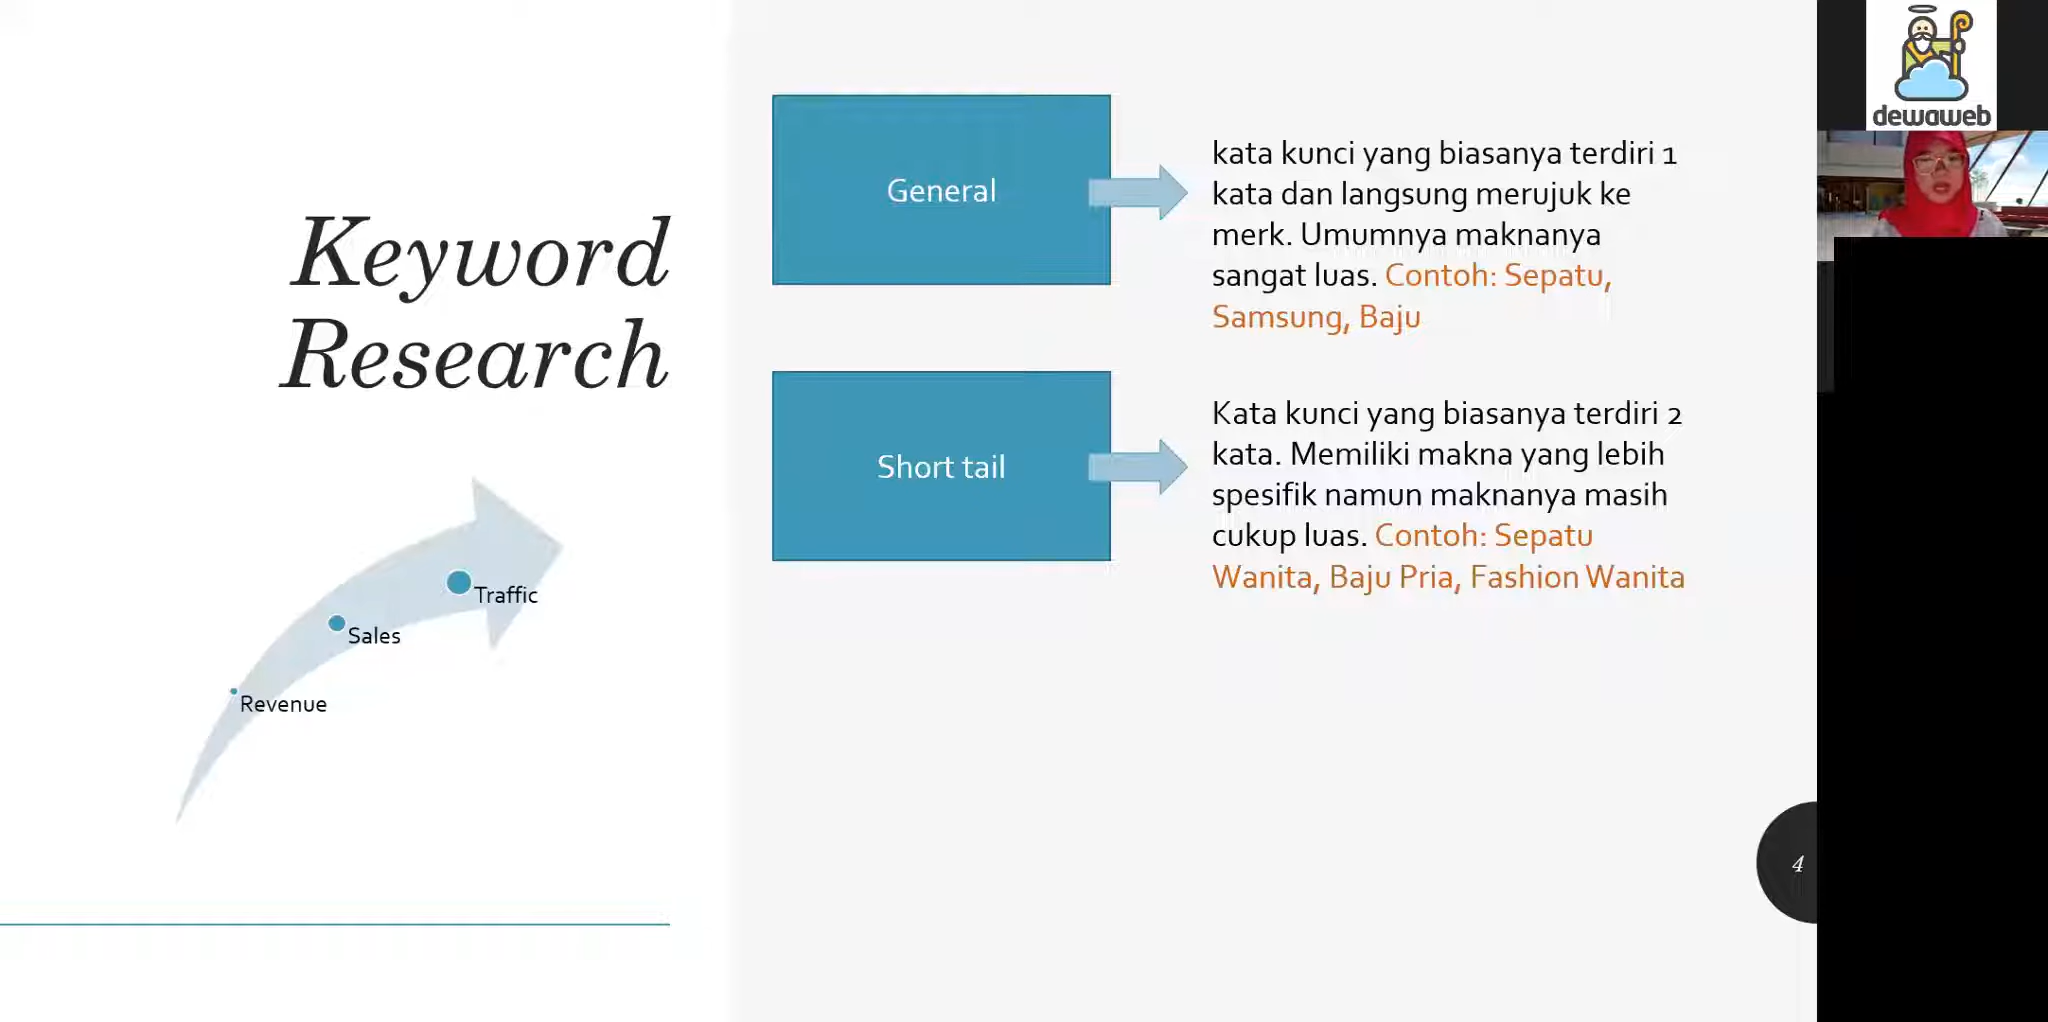 Keyword
Research
Traffic
Sales
Revenue
General
kata kunci yang biasanya terdiri 1
kata dan langsung merujuk ke
merk. Umumnya maknanya
sangat luas. Contoh: Sepatu,
Samsung, Baju
Short tail
Kata kunci yang biasanya terdiri 2
kata. Memiliki makna yang lebih
spesifik namun maknanya masih
cukup luas. Contoh: Sepatu
Wanita, Baju Pria, Fashion Wanita
4
dewaweb